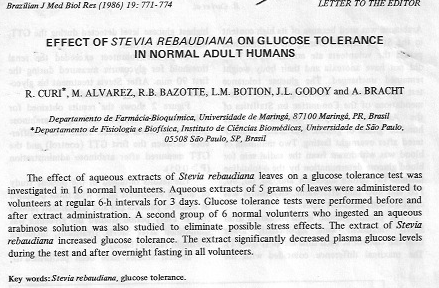 Brazilian J Med Biol Res (1986) 19: 771-774
LETTER TO THE EDITOR
EFFECT OF STEVIA REBAUDIANA ON GLUCOSE TOLERANCE
IN NORMAL ADULT HUMANS
R. CURI*, M. ALVAREZ, R.B. BAZOTTE, L.M. BOTION, J.L. GODOY and A. BRACHT
Departamento de Farmácia-Bioquímica, Universidade de Maringá, 87100 Maringá, PR, Brasil
*Departamento de Fisiologia e Biofísica, Instituto de Ciências Biomédicas, Universidade de São Paulo,
05508 São Paulo, SP, Brasil
The effect of aqueous extracts of Stevia rebaudiana leaves on a glucose tolerance test was
investigated in 16 normal volunteers. Aqueous extracts of 5 grams of leaves were administered to
volunteers at regular 6-h intervals for 3 days. Glucose tolerance tests were performed before and
after extract administration. A second group of 6 normal volunterrs who ingested an aqueous
arabinose solution was also studied to eliminate possible stress effects. The extract of Stevia
rebaudiana increased glucose tolerance. The extract significantly decreased plasma glucose levels
during the test and after overnight fasting in all volunteers.
Key words: Stevia rebaudiana, glucose tolerance.